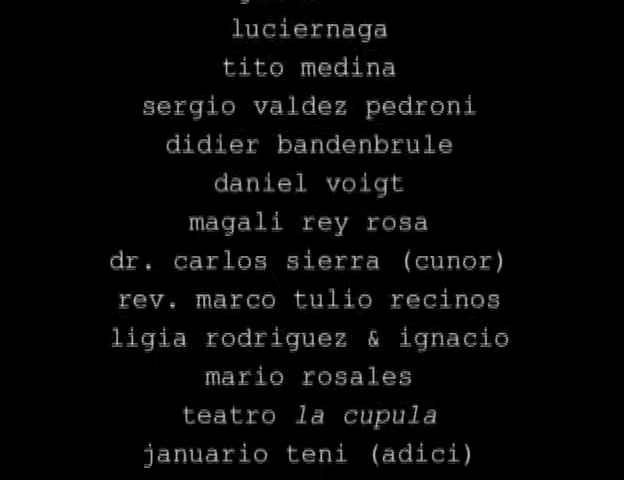 luciernaga
tito medina
sergio valdez pedroni
didier bandenbrule
daniel voigt
magali rey rosa
dr. carlos sierra (cunor)
rev. marco tulio recinos
ligia rodriguez & ignacio
mario rosales
teatro la cupula
januario teni (adici)